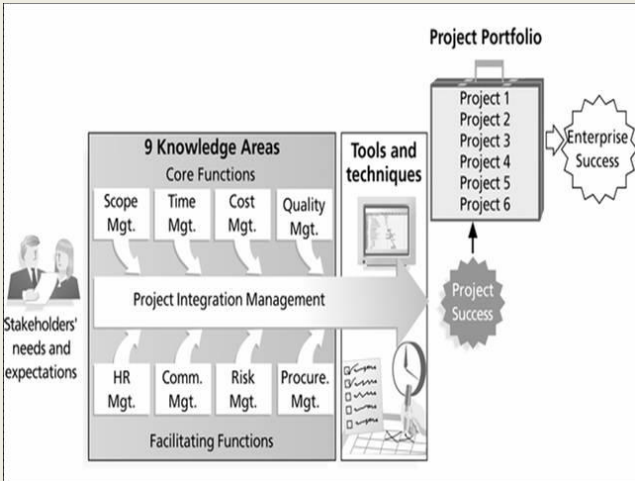 Project Portfolio
Project 1
Project 2
Project 3
Project 4
Project 5
Project 6
Enterprise
Success
9 Knowledge Areas
Core Functions
Tools and
techniques
Scope
Mgt.
Time
Mgt.
Cost
Mgt.
Quality
Mgt.
Project Integration Management
Project
Success
Stakeholders'
needs and
expectations
HR
Mgt.
Comm.
Mgt.
Risk
Mgt.
Procure.
Mgt.
Facilitating Functions